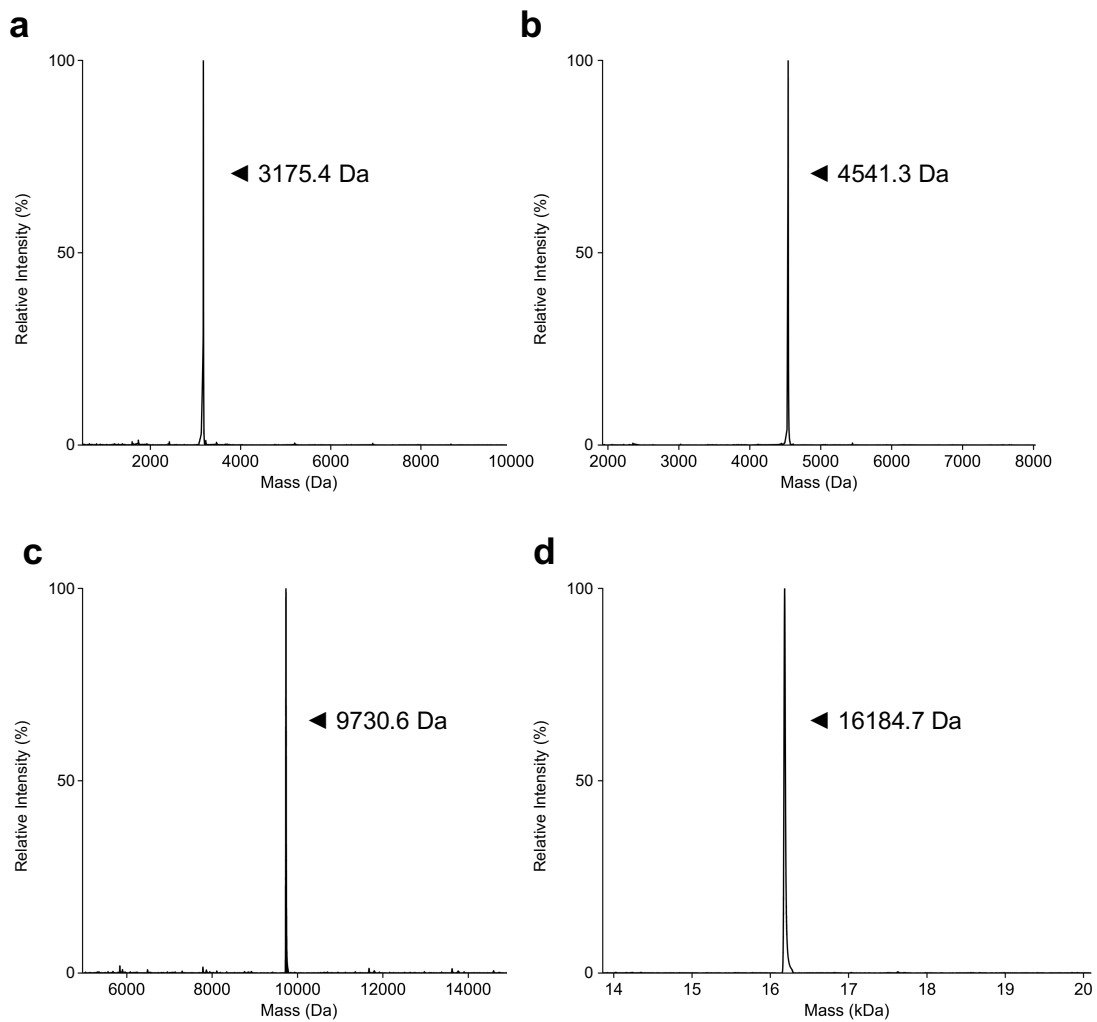 a
100
50
0
Relative Intensity (%)
◄ 3175.4 Da
2000 4000 6000 8000 10000
Mass (Da)
b
100
50
0
Relative Intensity (%)
◄ 4541.3 Da
2000 3000 4000 5000 6000 7000 8000
Mass (Da)
c
100
50
0
Relative Intensity (%)
◄ 9730.6 Da
6000 8000 10000 12000 14000
Mass (Da)
d
100
50
0
Relative Intensity (%)
◄ 16184.7 Da
14 15 16 17 18 19 20
Mass (kDa)